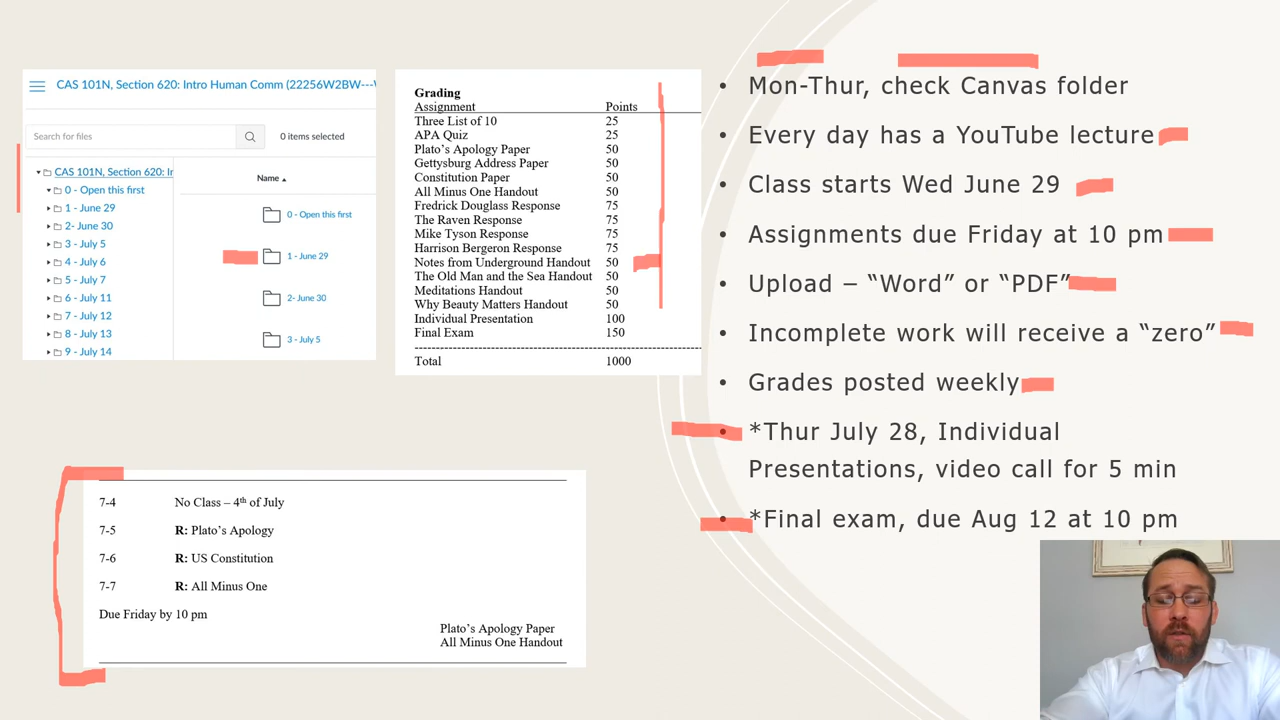 CAS 101N, Section 620: Intro Human Comm (22256W2BW---
Search for files
0 items selected
CAS 101N, Section 620: Ir
0 - Open this first
1 - June 29
2- June 30
3 - July 5
4 - July 6
5 - July 7
6 - July 11
7 - July 12
8 - July 13
9 - July 14
Name
0 - Open this first
1 - June 29
2- June 30
3 - July 5
Grading
Assignment Points
Three List of 10 25
APA Quiz 25
Plato's Apology Paper 50
Gettysburg Address Paper 50
Constitution Paper 50
All Minus One Handout 50
Fredrick Douglass Response 75
The Raven Response 75
Mike Tyson Response 75
Harrison Bergeron Response 75
Notes from Underground Handout 50
The Old Man and the Sea Handout 50
Meditations Handout 50
Why Beauty Matters Handout 50
Individual Presentation 100
Final Exam 150
Total 1000
7-4 No Class – 4th of July
7-5 R: Plato's Apology
7-6 R: US Constitution
7-7 R: All Minus One
Due Friday by 10 pm
Plato's Apology Paper
All Minus One Handout
• Mon-Thur, check Canvas folder
• Every day has a YouTube lecture
• Class starts Wed June 29
• Assignments due Friday at 10 pm
• Upload – “Word” or “PDF”
• Incomplete work will receive a “zero”
• Grades posted weekly
• *Thur July 28, Individual
Presentations, video call for 5 min
• *Final exam, due Aug 12 at 10 pm